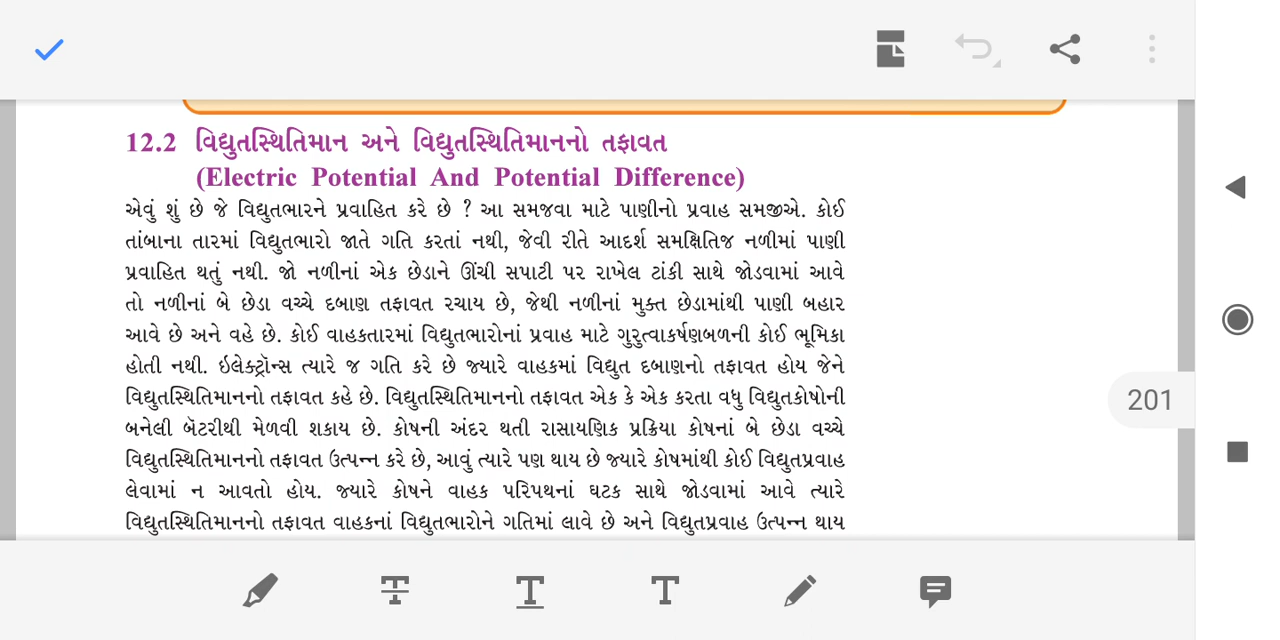 12.2 વિદ્યુતસ્થિતિમાન અને વિદ્યુતસ્થિતિમાનનો તફાવત
(Electric Potential And Potential Difference)
એવું શું છે જે વિદ્યુતભારને પ્રવાહિત કરે છે ? આ સમજવા માટે પાણીનો પ્રવાહ સમજીએ. કોઈ
તાંબાના તારમાં વિદ્યુતભારો જાતે ગતિ કરતાં નથી, જેવી રીતે આદર્શ સમક્ષિતિજ નળીમાં પાણી
પ્રવાહિત થતું નથી. જો નળીનાં એક છેડાને ઊંચી સપાટી પર રાખેલ ટાંકી સાથે જોડવામાં આવે
તો નળીનાં બે છેડા વચ્ચે દબાણ તફાવત રચાય છે, જેથી નળીનાં મુક્ત છેડામાંથી પાણી બહાર
આવે છે અને વહે છે. કોઈ વાહકતારમાં વિદ્યુતભારોનાં પ્રવાહ માટે ગુરુત્વાકર્ષણબળની કોઈ ભૂમિકા
હોતી નથી. ઇલેક્ટ્રૉન્સ ત્યારે જ ગતિ કરે છે જ્યારે વાહકમાં વિદ્યુત દબાણનો તફાવત હોય જેને
વિદ્યુતસ્થિતિમાનનો તફાવત કહે છે. વિદ્યુતસ્થિતિમાનનો તફાવત એક કે એક કરતા વધુ વિદ્યુતકોષોની
બનેલી બૅટરીથી મેળવી શકાય છે. કોષની અંદર થતી રાસાયણિક પ્રક્રિયા કોષનાં બે છેડા વચ્ચે
વિદ્યુતસ્થિતિમાનનો તફાવત ઉત્પન્ન કરે છે, આવું ત્યારે પણ થાય છે જ્યારે કોષમાંથી કોઈ વિદ્યુતપ્રવાહ
લેવામાં ન આવતો હોય. જ્યારે કોષને વાહક પરિપથનાં ઘટક સાથે જોડવામાં આવે ત્યારે
વિદ્યુતસ્થિતિમાનનો તફાવત વાહકનાં વિદ્યુતભારોને ગતિમાં લાવે છે અને વિદ્યુતપ્રવાહ ઉત્પન્ન થાય
201